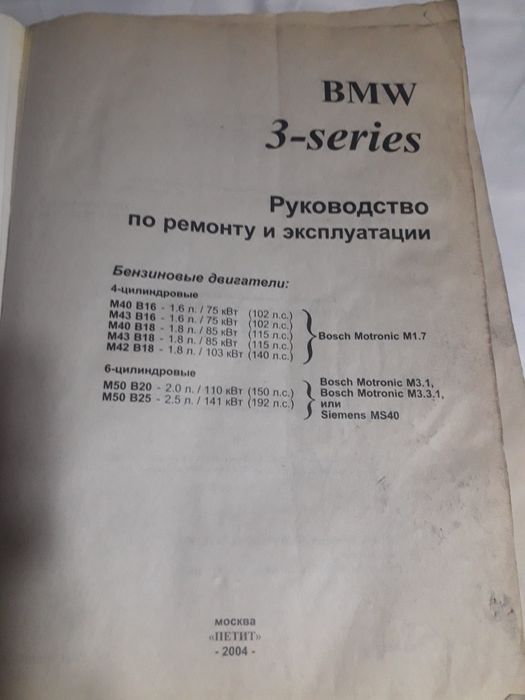 BMW
3-series
Руководство
по ремонту и эксплуатации
Бензиновые двигатели:
4-цилиндровые
M40 B16 - 1.6 л. / 75 кВт (102 л.с.)
M43 B16 - 1.6 л. / 75 кВт (102 л.с.)
M40 B18 - 1.8 л. / 85 кВт (115 л.с.)
M43 B18 - 1.8 л. / 85 кВт (115 л.с.)
M42 B18 - 1.8 л. / 103 кВт (140 л.с.)
Bosch Motronic M1.7
6-цилиндровые
M50 B20 - 2.0 л. / 110 кВт (150 л.с.)
M50 B25 - 2.5 л. / 141 кВт (192 л.с.)
Bosch Motronic M3.1,
Bosch Motronic M3.3.1,
или
Siemens MS40
москва
«ПЕТИТ»
- 2004 -